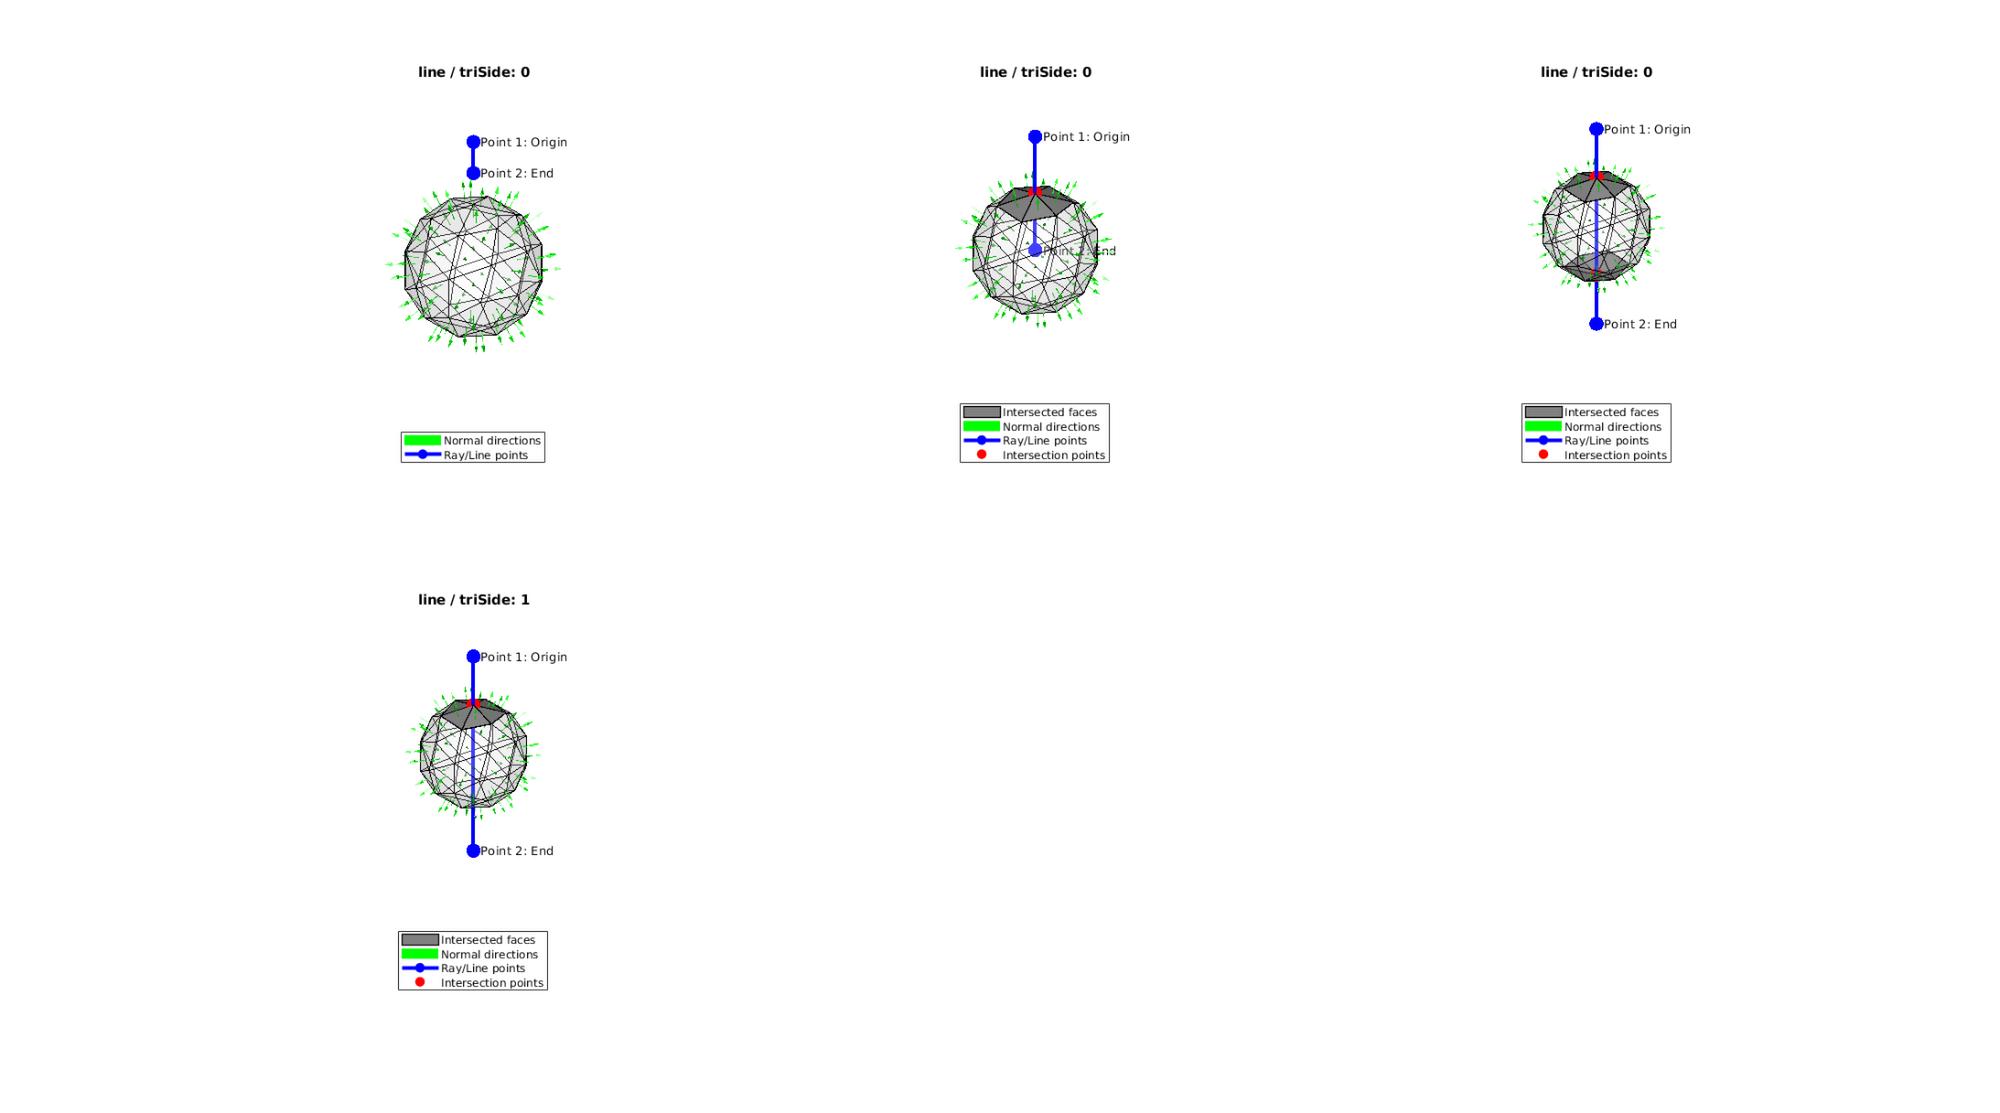 line / triSide: 0
Point 1: Origin
Point 2: End
Normal directions
Ray/Line points
line / triSide: 0
Point 1: Origin
Point 2: End
Intersected faces
Normal directions
Ray/Line points
Intersection points
line / triSide: 0
Point 1: Origin
Point 2: End
Intersected faces
Normal directions
Ray/Line points
Intersection points
line / triSide: 1
Point 1: Origin
Point 2: End
Intersected faces
Normal directions
Ray/Line points
Intersection points